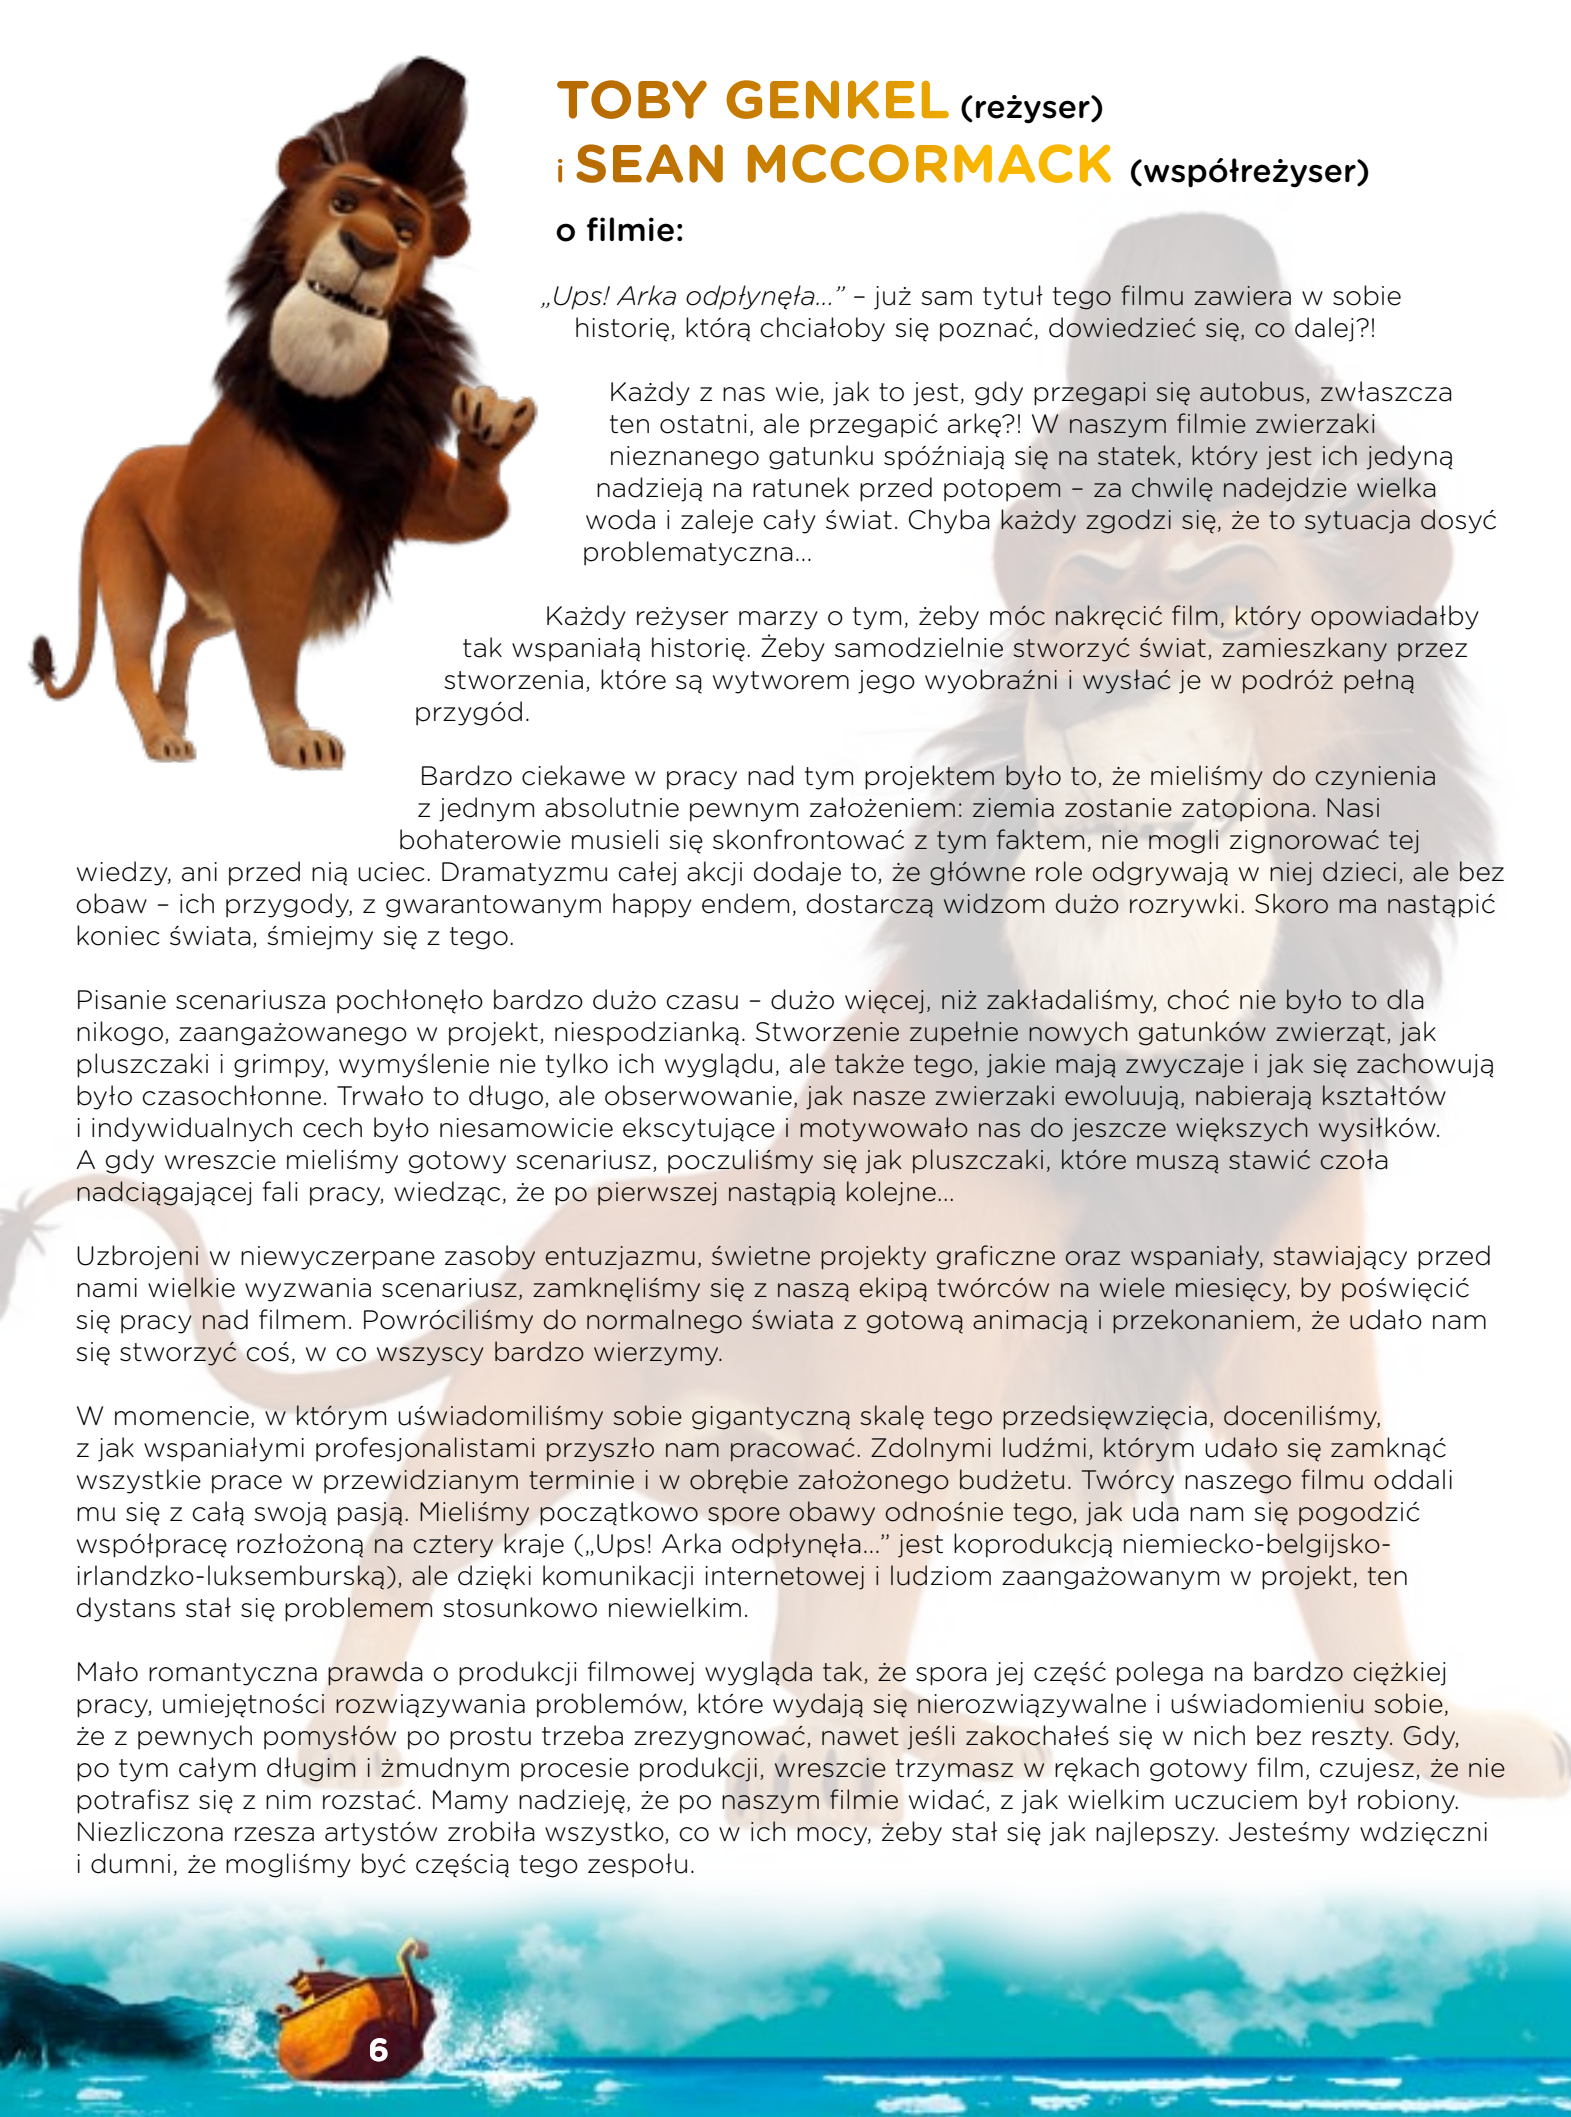 TOBY GENKEL (reżyser)
i SEAN MCCORMACK (współreżyser)
o filmie:
„Ups! Arka odpłynęła...” – już sam tytuł tego filmu zawiera w sobie
historię, którą chciałoby się poznać, dowiedzieć się, co dalej?!
Każdy z nas wie, jak to jest, gdy przegapi się autobus, zwłaszcza
ten ostatni, ale przegapić arkę?! W naszym filmie zwierzaki
nieznanego gatunku spóźniają się na statek, który jest ich jedyną
nadzieją na ratunek przed potopem – za chwilę nadejdzie wielka
woda i zaleje cały świat. Chyba każdy zgodzi się, że to sytuacja dosyć
problematyczna...
Każdy reżyser marzy o tym, żeby móc nakręcić film, który opowiadałby
tak wspaniałą historię. Żeby samodzielnie stworzyć świat, zamieszkany przez
stworzenia, które są wytworem jego wyobraźni i wysłać je w podróż pełną
przygód.
Bardzo ciekawe w pracy nad tym projektem było to, że mieliśmy do czynienia
z jednym absolutnie pewnym założeniem: ziemia zostanie zatopiona. Nasi
bohaterowie musieli się skonfrontować z tym faktem, nie mogli zignorować tej
wiedzy, ani przed nią uciec. Dramatyzmu całej akcji dodaje to, że główne role odgrywają w niej dzieci, ale bez
obaw – ich przygody, z gwarantowanym happy endem, dostarczą widzom dużo rozrywki. Skoro ma nastąpić
koniec świata, śmiejmy się z tego.
Pisanie scenariusza pochłonęło bardzo dużo czasu – dużo więcej, niż zakładaliśmy, choć nie było to dla
nikogo, zaangażowanego w projekt, niespodzianką. Stworzenie zupełnie nowych gatunków zwierząt, jak
pluszczaki i grimpy, wymyślenie nie tylko ich wyglądu, ale także tego, jakie mają zwyczaje i jak się zachowują
było czasochłonne. Trwało to długo, ale obserwowanie, jak nasze zwierzaki ewoluują, nabierają kształtów
i indywidualnych cech było niesamowicie ekscytujące i motywowało nas do jeszcze większych wysiłków.
A gdy wreszcie mieliśmy gotowy scenariusz, poczuliśmy się jak pluszczaki, które muszą stawić czoła
nadciągającej fali pracy, wiedząc, że po pierwszej nastąpią kolejne...
Uzbrojeni w niewyczerpane zasoby entuzjazmu, świetne projekty graficzne oraz wspaniały, stawiający przed
nami wielkie wyzwania scenariusz, zamknęliśmy się z naszą ekipą twórców na wiele miesięcy, by poświęcić
się pracy nad filmem. Powróciliśmy do normalnego świata z gotową animacją i przekonaniem, że udało nam
się stworzyć coś, w co wszyscy bardzo wierzymy.
W momencie, w którym uświadomiliśmy sobie gigantyczną skalę tego przedsięwzięcia, doceniliśmy,
z jak wspaniałymi profesjonalistami przyszło nam pracować. Zdolnymi ludźmi, którym udało się zamknąć
wszystkie prace w przewidzianym terminie i w obrębie założonego budżetu. Twórcy naszego filmu oddali
mu się z całą swoją pasją. Mieliśmy początkowo spore obawy odnośnie tego, jak uda nam się pogodzić
współpracę rozłożoną na cztery kraje („Ups! Arka odpłynęła...” jest koprodukcją niemiecko-belgijsko-
irlandzko-luksemburską), ale dzięki komunikacji internetowej i ludziom zaangażowanym w projekt, ten
dystans stał się problemem stosunkowo niewielkim.
Mało romantyczna prawda o produkcji filmowej wygląda tak, że spora jej część polega na bardzo ciężkiej
pracy, umiejętności rozwiązywania problemów, które wydają się nierozwiązywalne i uświadomieniu sobie,
że z pewnych pomysłów po prostu trzeba zrezygnować, nawet jeśli zakochałeś się w nich bez reszty. Gdy,
po tym całym długim i żmudnym procesie produkcji, wreszcie trzymasz w rękach gotowy film, czujesz, że nie
potrafisz się z nim rozstać. Mamy nadzieję, że po naszym filmie widać, z jak wielkim uczuciem był robiony.
Niezliczona rzesza artystów zrobiła wszystko, co w ich mocy, żeby stał się jak najlepszy. Jesteśmy wdzięczni
i dumni, że mogliśmy być częścią tego zespołu.
6